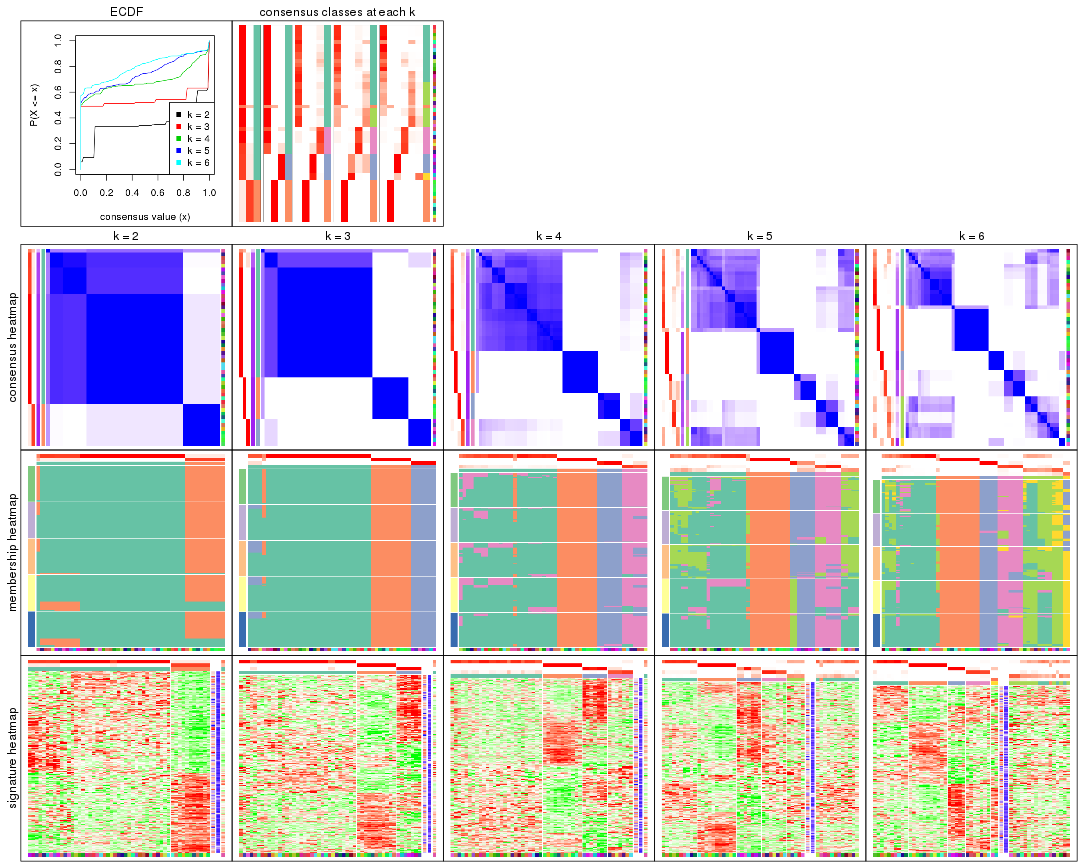 ECDF
consensus classes at each k
P(X <= x)
1.0
0.8
0.6
0.4
0.2
0.0
k = 2
k = 3
k = 4
k = 5
k = 6
0.0 0.2 0.4 0.6 0.8 1.0
consensus value (x)
k = 2 k = 3 k = 4 k = 5 k = 6
consensus heatmap
membership heatmap
signature heatmap